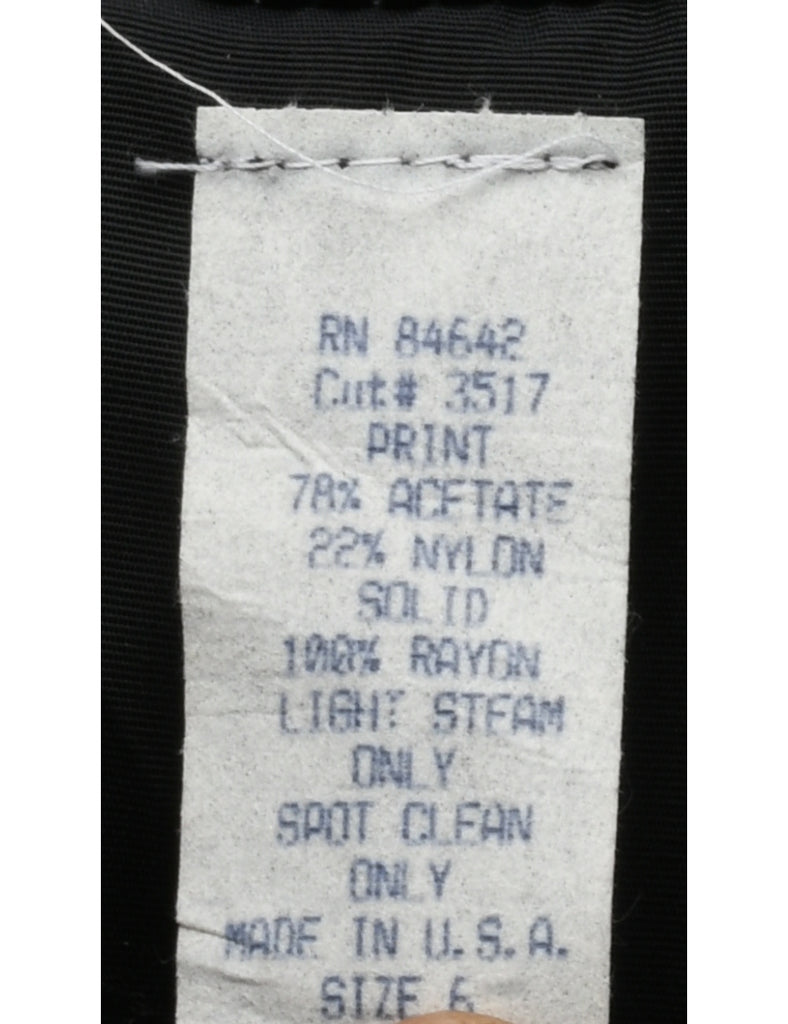 RN 84642
Cut# 3517
PRINT
78% ACETATE
22% NYLON
SOLID
100% RAYON
LIGHT STEAM
ONLY
SPOT CLEAN
ONLY
MADE IN U.S.A.
SIZE 6